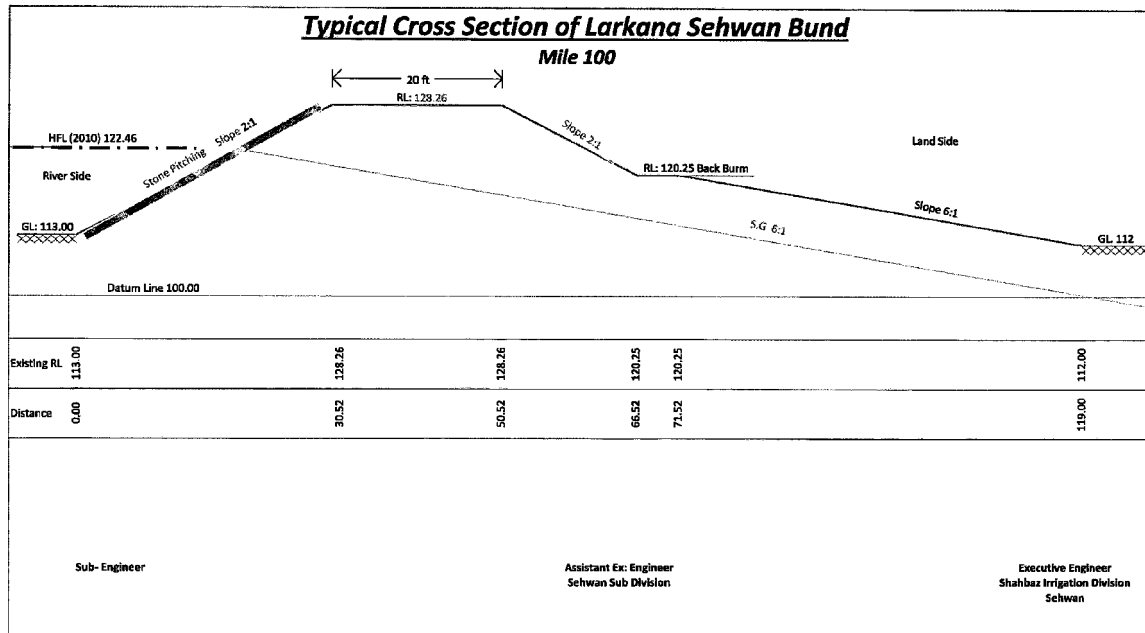 Typical Cross Section of Larkana Sehwan Bund
Mile 100
20 ft
RL: 128.26
HFL (2010) 122.46
Stone Pitching Slope 2:1
Slope 2:1
Land Side
River Side
RL: 120.25 Back Burm
Slope 6:1
S.G 6:1
GL: 113.00
GL 112
Datum Line 100.00
Existing RL 113.00 128.26 128.26 120.25 120.25 112.00
Distance 0.00 30.52 50.52 66.52 71.52 119.00
Sub- Engineer
Assistant Ex: Engineer
Sehwan Sub Division
Executive Engineer
Shahbaz Irrigation Division
Sehwan